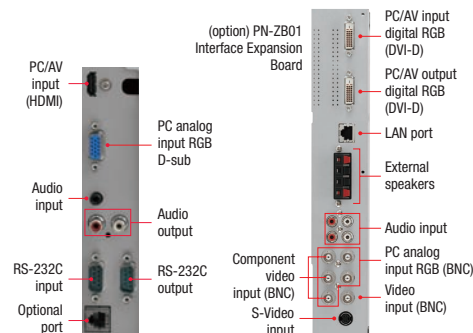 PC/AV
input
(HDMI)
PC analog
input RGB
D-sub
Audio
input
Audio
output
RS-232C
input
RS-232C
output
Optional
port
(option) PN-ZB01
Interface Expansion
Board
PC/AV input
digital RGB
(DVI-D)
PC/AV output
digital RGB
(DVI-D)
LAN port
External
speakers
Audio input
Component
video
input (BNC)
PC analog
input RGB (BNC)
Video
input (BNC)
S-Video
input